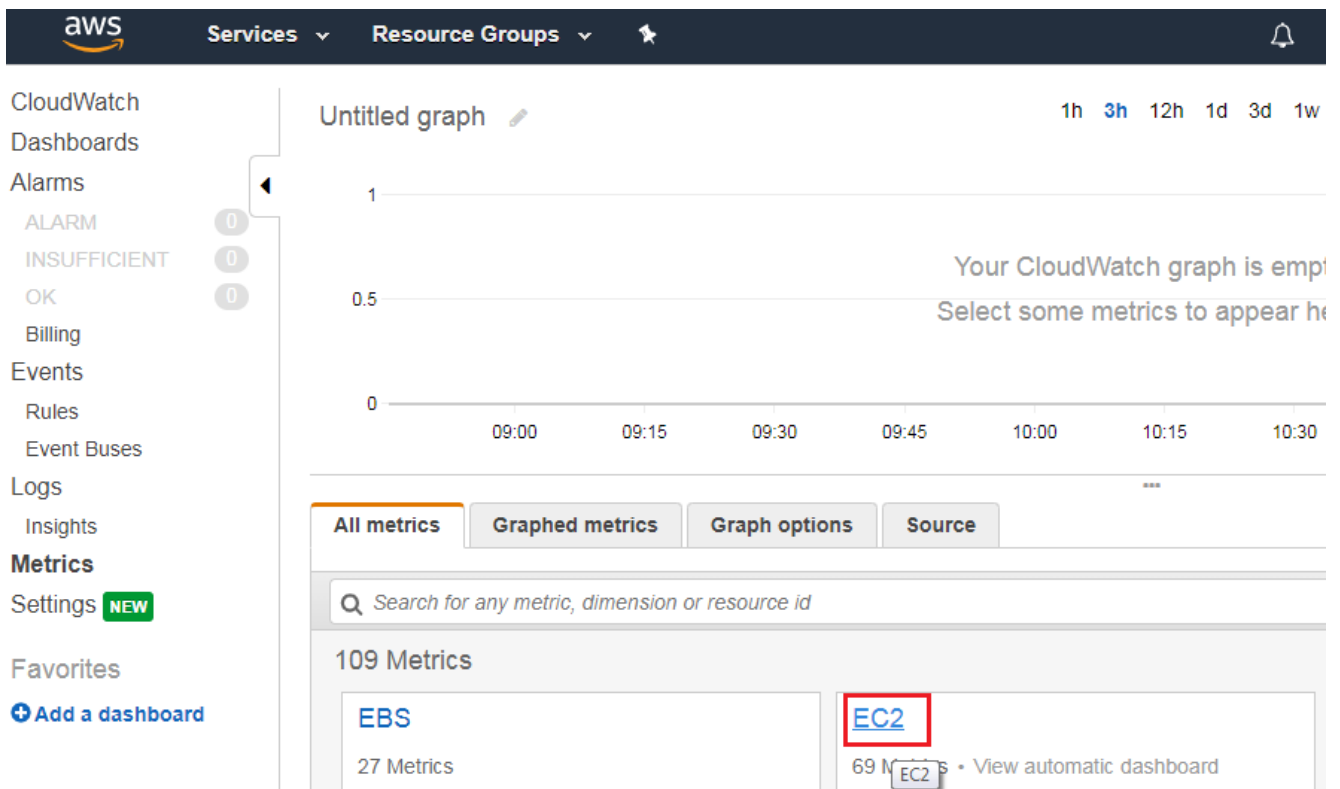 aws Services Resource Groups
CloudWatch
Dashboards
Alarms
ALARM 0
INSUFFICIENT 0
OK 0
Billing
Events
Rules
Event Buses
Logs
Insights
Metrics
Settings NEW
Favorites
Add a dashboard
Untitled graph
1h 3h 12h 1d 3d 1w
1
Your CloudWatch graph is
0.5
Select some metrics to appear
0
09:00 09:15 09:30 09:45 10:00 10:15 10:30
All metrics Graphed metrics Graph options Source
Search for any metric, dimension or resource id
109 Metrics
EBS
27 Metrics
EC2
69 • View automatic dashboard
EC2